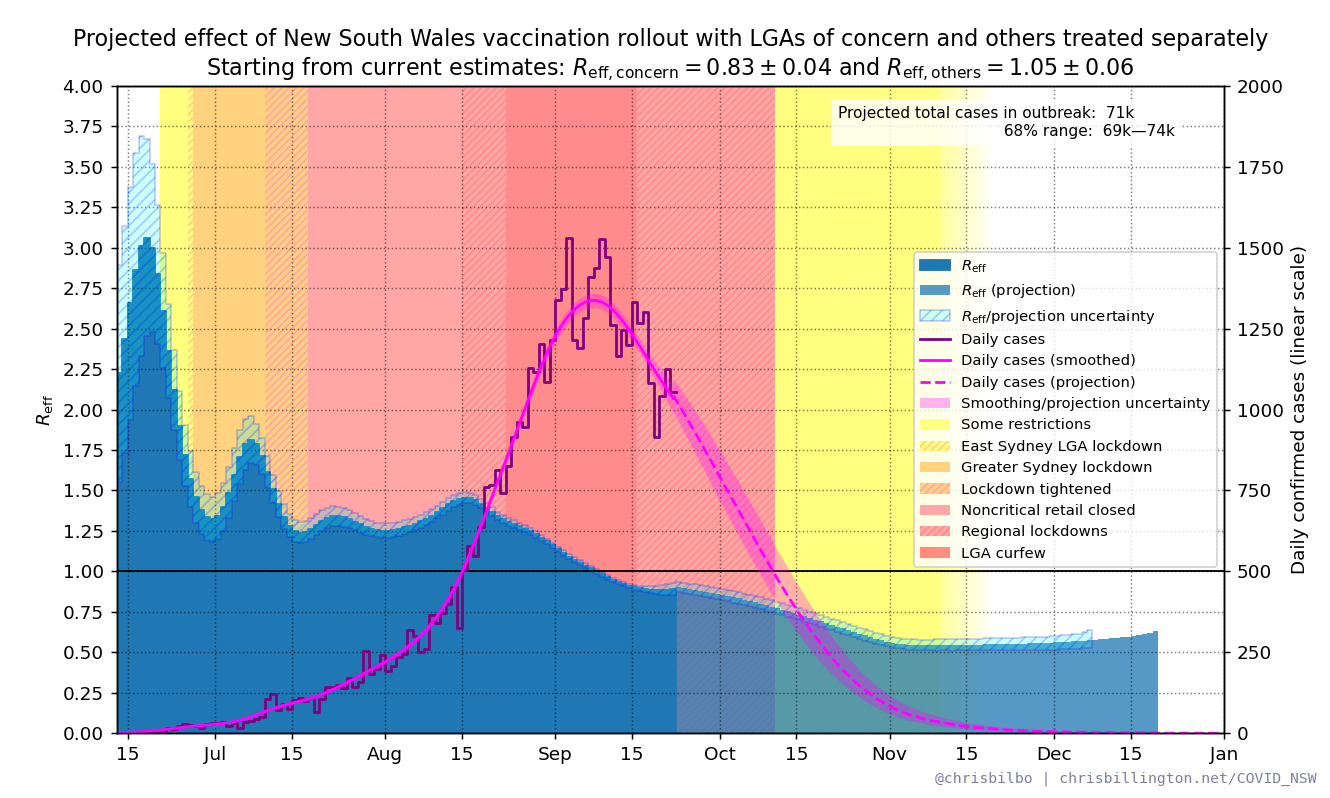 Projected effect of New South Wales vaccination rollout with LGAs of concern and others treated separately
Starting from current estimates: R_eff, concern = 0.83 ± 0.04 and R_eff, others = 1.05 ± 0.06
Projected total cases in outbreak: 71k
68% range: 69k—74k
4.00
3.75
3.50
3.25
3.00
2.75
2.50
2.25
2.00
1.75
1.50
1.25
1.00
0.75
0.50
0.25
0.00
R_eff
2000
1750
1500
1250
1000
750
500
250
0
Daily confirmed cases (linear scale)
R_eff
R_eff (projection)
R_eff/projection uncertainty
Daily cases
Daily cases (smoothed)
Daily cases (projection)
Smoothing/projection uncertainty
Some restrictions
East Sydney LGA lockdown
Greater Sydney lockdown
Lockdown tightened
Noncritical retail closed
Regional lockdowns
LGA curfew
15 Jul 15 Aug 15 Sep 15 Oct 15 Nov 15 Dec 15 Jan
@chrisbilbo | chrisbillington.net/COVID_NSW